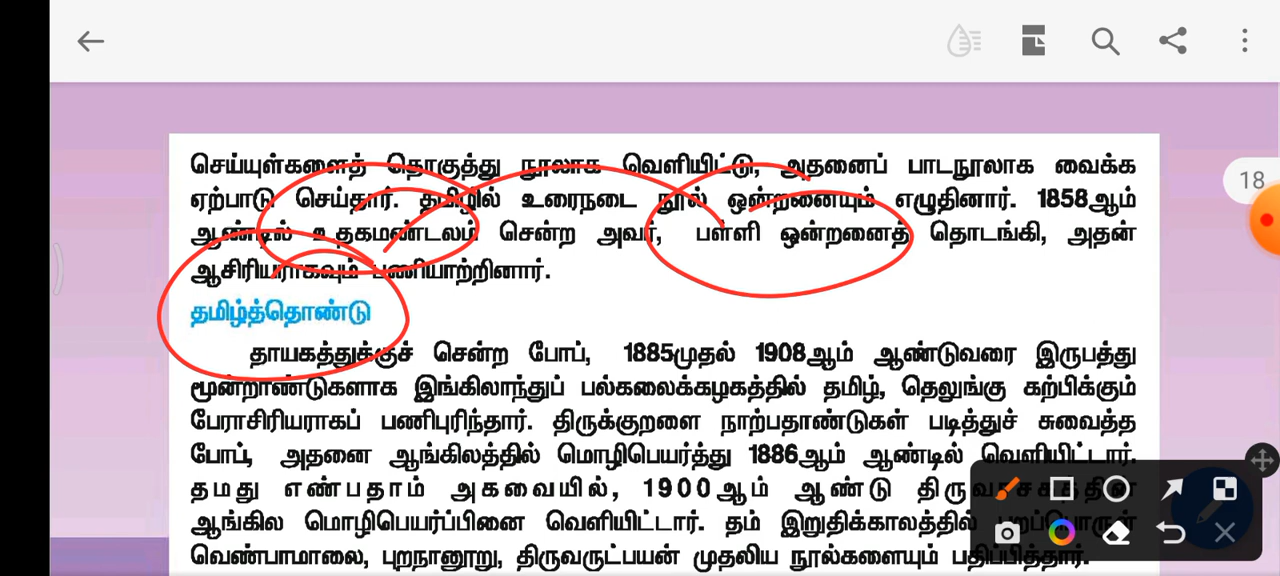 18
செய்யுள்களைத் தொகுத்து நூலாக வெளியிட்டு, அதனைப் பாடநூலாக வைக்க
ஏற்பாடு செய்தார். தமிழில் உரைநடை நூல் ஒன்றனையும் எழுதினார். 1858ஆம்
ஆண்டில் உதகமண்டலம் சென்ற அவர், பள்ளி ஒன்றனைத் தொடங்கி, அதன்
ஆசிரியராகவும் பணியாற்றினார்.
தமிழ்த்தொண்டு
தாயகத்துக்குச் சென்ற போப், 1885முதல் 1908ஆம் ஆண்டுவரை இருபத்து
மூன்றாண்டுகளாக இங்கிலாந்துப் பல்கலைக்கழகத்தில் தமிழ், தெலுங்கு கற்பிக்கும்
பேராசிரியராகப் பணிபுரிந்தார். திருக்குறளை நாற்பதாண்டுகள் படித்துச் சுவைத்த
போப், அதனை ஆங்கிலத்தில் மொழிபெயர்த்து 1886ஆம் ஆண்டில் வெளியிட்டார்.
தமது எண்பதாம் அகவையில், 1900ஆம் ஆண்டு திருவாசகத்தின்
ஆங்கில மொழிபெயர்ப்பினை வெளியிட்டார். தம் இறுதிக்காலத்தில் புறப்பொருள்
வெண்பாமாலை, புறநானூறு, திருவருட்பயன் முதலிய நூல்களையும் பதிப்பித்தார்.